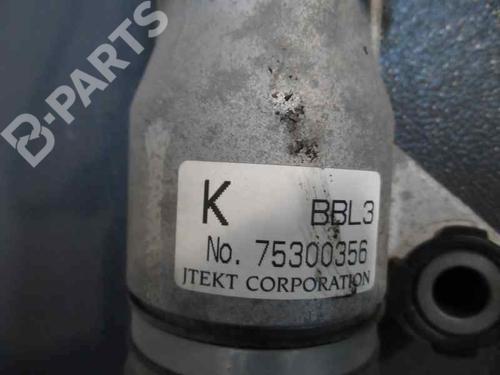 B-PARTS
K BBL3
No. 75300356
JTEKT CORPORATION